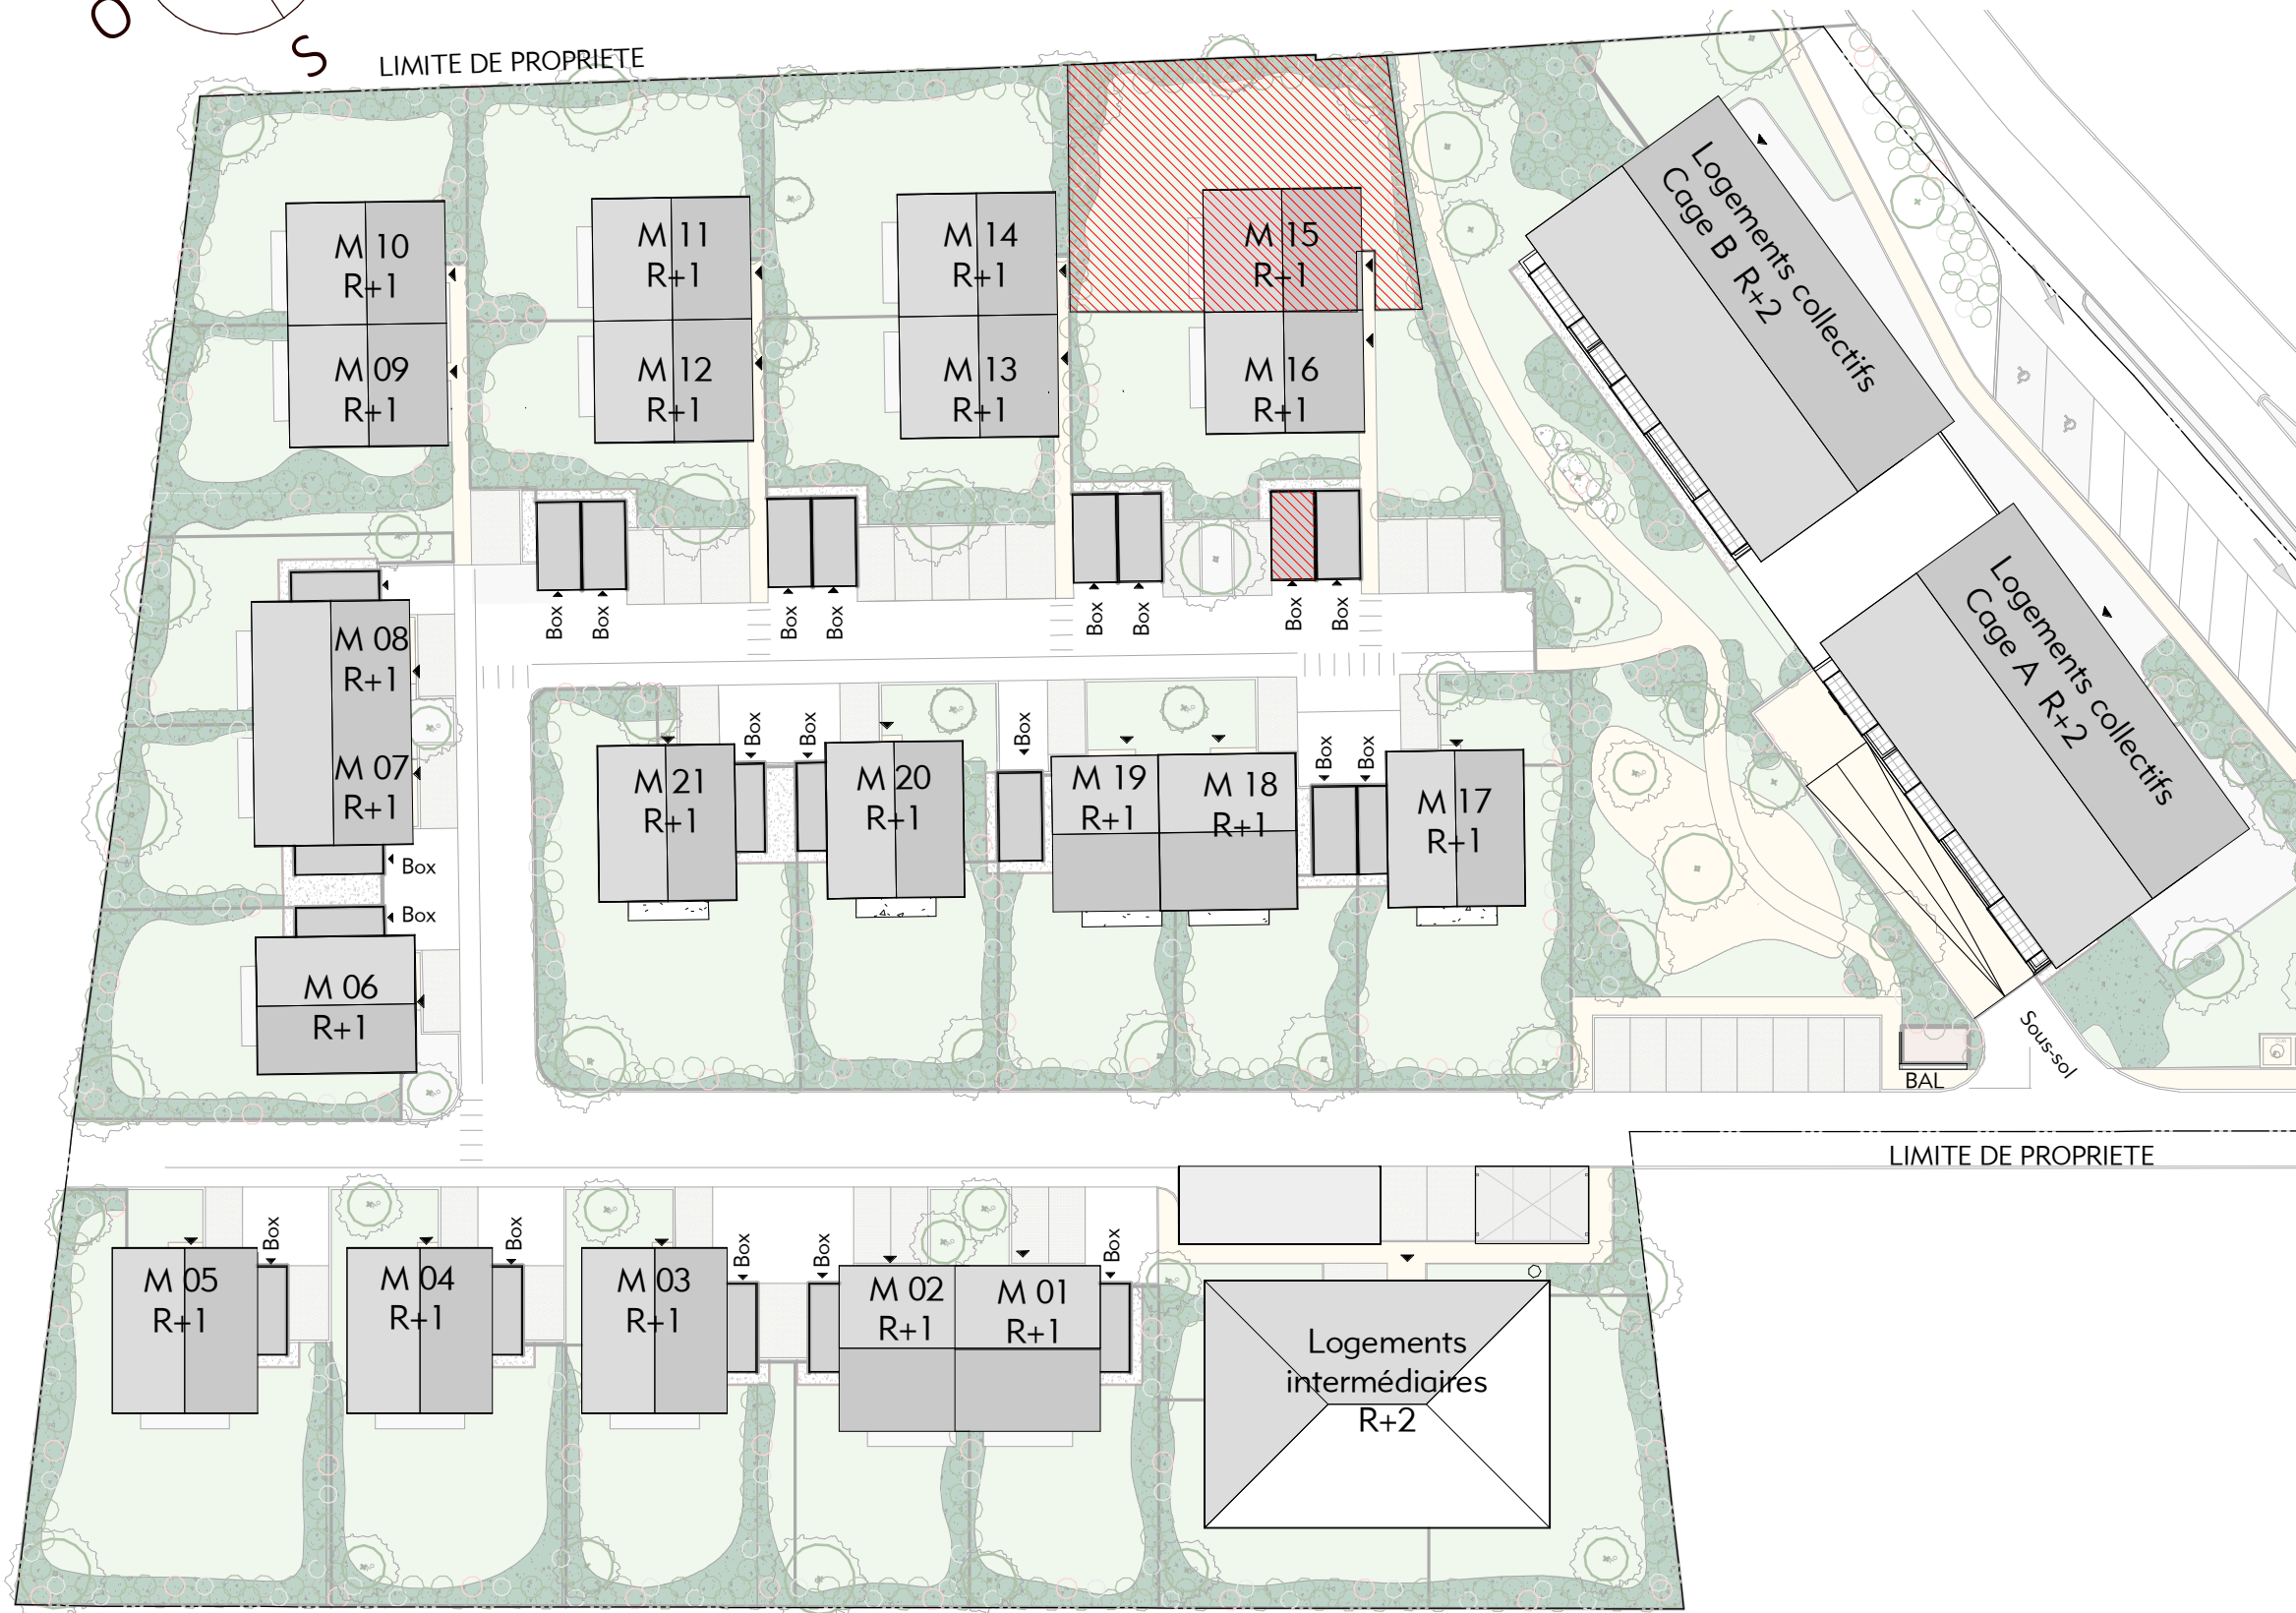 O
S
LIMITE DE PROPRIETE
M 10
R+1
M 11
R+1
M 14
R+1
M 15
R+1
M 09
R+1
M 12
R+1
M 13
R+1
M 16
R+1
Logements collectifs
Cage B R+2
Logements collectifs
Cage A R+2
Box
Box
Box
Box
Box
Box
Box
Box
M 08
R+1
M 07
R+1
Box
Box
M 06
R+1
M 21
R+1
Box
Box
M 20
R+1
Box
M 19
R+1
M 18
R+1
Box
Box
M 17
R+1
Sous-sol
BAL
LIMITE DE PROPRIETE
M 05
R+1
Box
M 04
R+1
Box
M 03
R+1
Box
Box
M 02
R+1
M 01
R+1
Box
Logements
intermédiaires
R+2